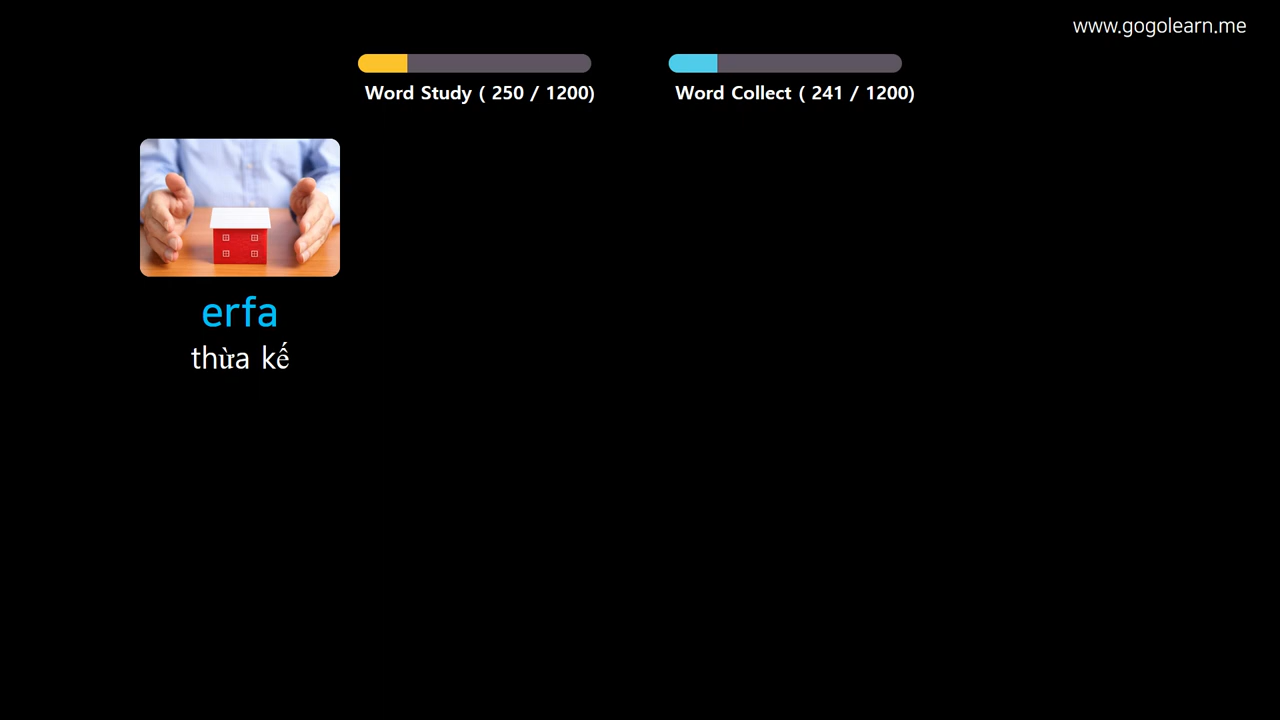 www.gogolearn.me
Word Study ( 250 / 1200)
Word Collect ( 241 / 1200)
erfa
thừa kế